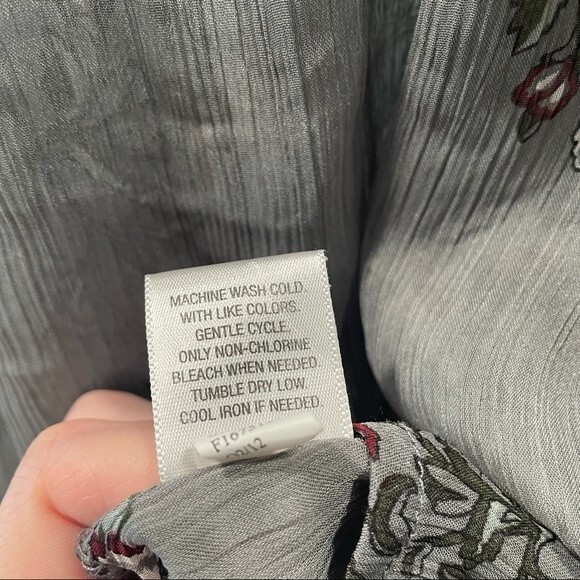 MACHINE WASH COLD
WITH LIKE COLORS.
GENTLE CYCLE.
ONLY NON-CHLORINE
BLEACH WHEN NEEDED.
TUMBLE DRY LOW.
COOL IRON IF NEEDED.